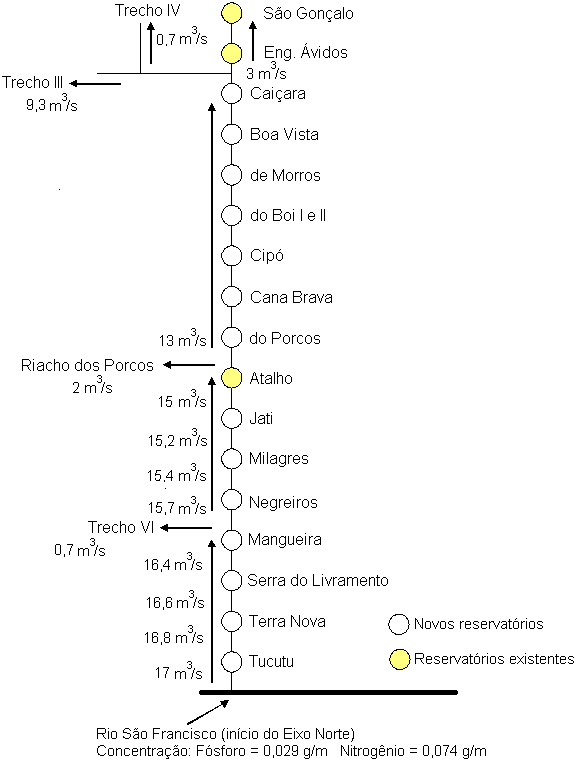 Trecho IV
São Gonçalo
0,7 m³/s
Eng. Ávidos
3 m³/s
Trecho III
9,3 m³/s
Caiçara
Boa Vista
de Morros
do Boi I e II
Cipó
Cana Brava
13 m³/s
do Porcos
Riacho dos Porcos
2 m³/s
Atalho
15 m³/s
Jati
15,2 m³/s
Milagres
15,4 m³/s
Negreiros
15,7 m³/s
Trecho VI
0,7 m³/s
Mangueira
16,4 m³/s
Serra do Livramento
16,6 m³/s
Terra Nova
Novos reservatórios
16,8 m³/s
Tucutu
Reservatórios existentes
17 m³/s
Rio São Francisco (início do Eixo Norte)
Concentração: Fósforo = 0,029 g/m Nitrogênio = 0,074 g/m